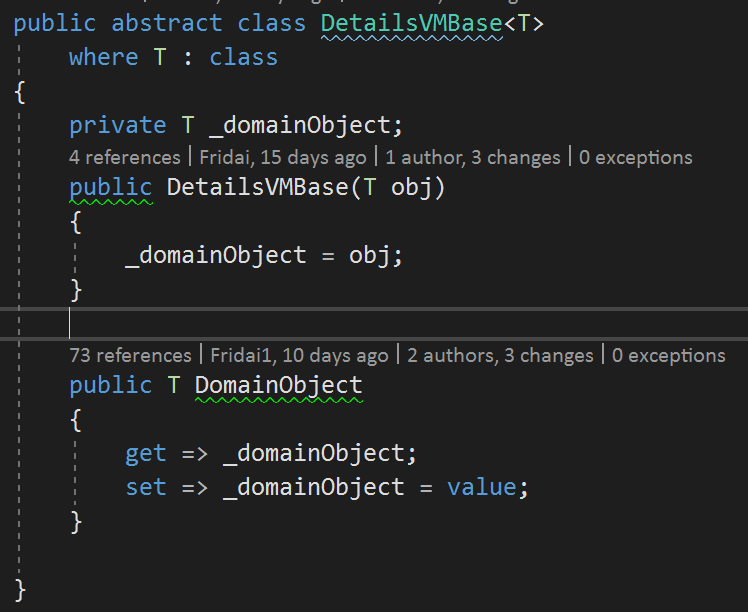 public abstract class DetailsVMBase<T>
where T : class
{
private T _domainObject;
4 references | Fridai, 15 days ago | 1 author, 3 changes | 0 exceptions
public DetailsVMBase(T obj)
{
_domainObject = obj;
}
73 references | Fridai1, 10 days ago | 2 authors, 3 changes | 0 exceptions
public T DomainObject
{
get => _domainObject;
set => _domainObject = value;
}
}